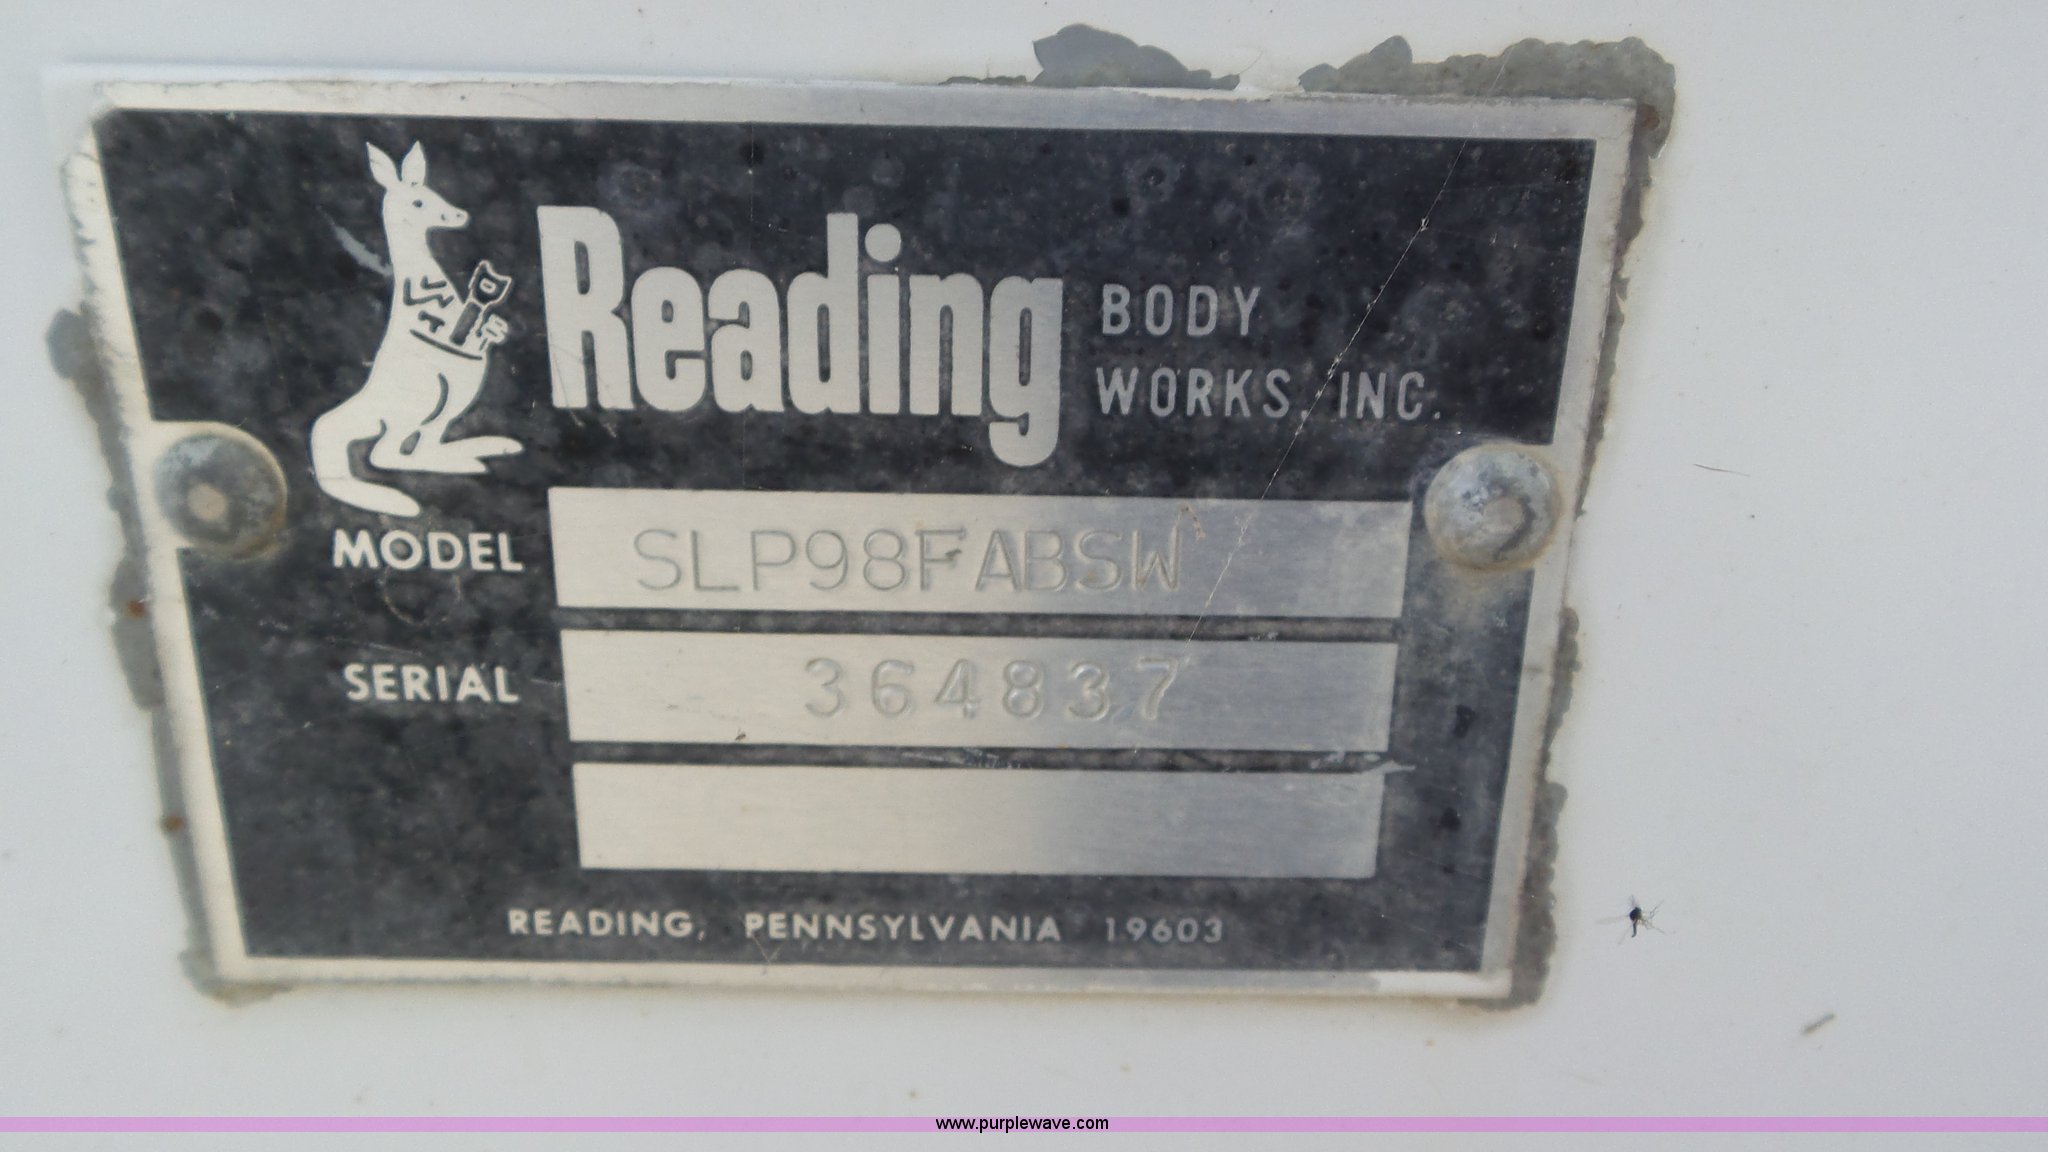 Reading BODY
WORKS, INC.
MODEL SLP98FABSW
SERIAL 364837
READING, PENNSYLVANIA 19603
www.purplewave.com